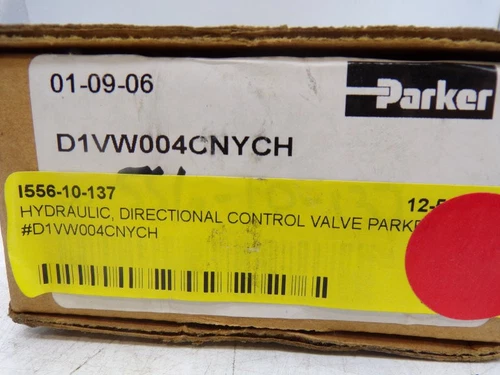 01-09-06
Parker
D1VW004CNYCH
I556-10-137
12-5
HYDRAULIC, DIRECTIONAL CONTROL VALVE PARKE
#D1VW004CNYCH